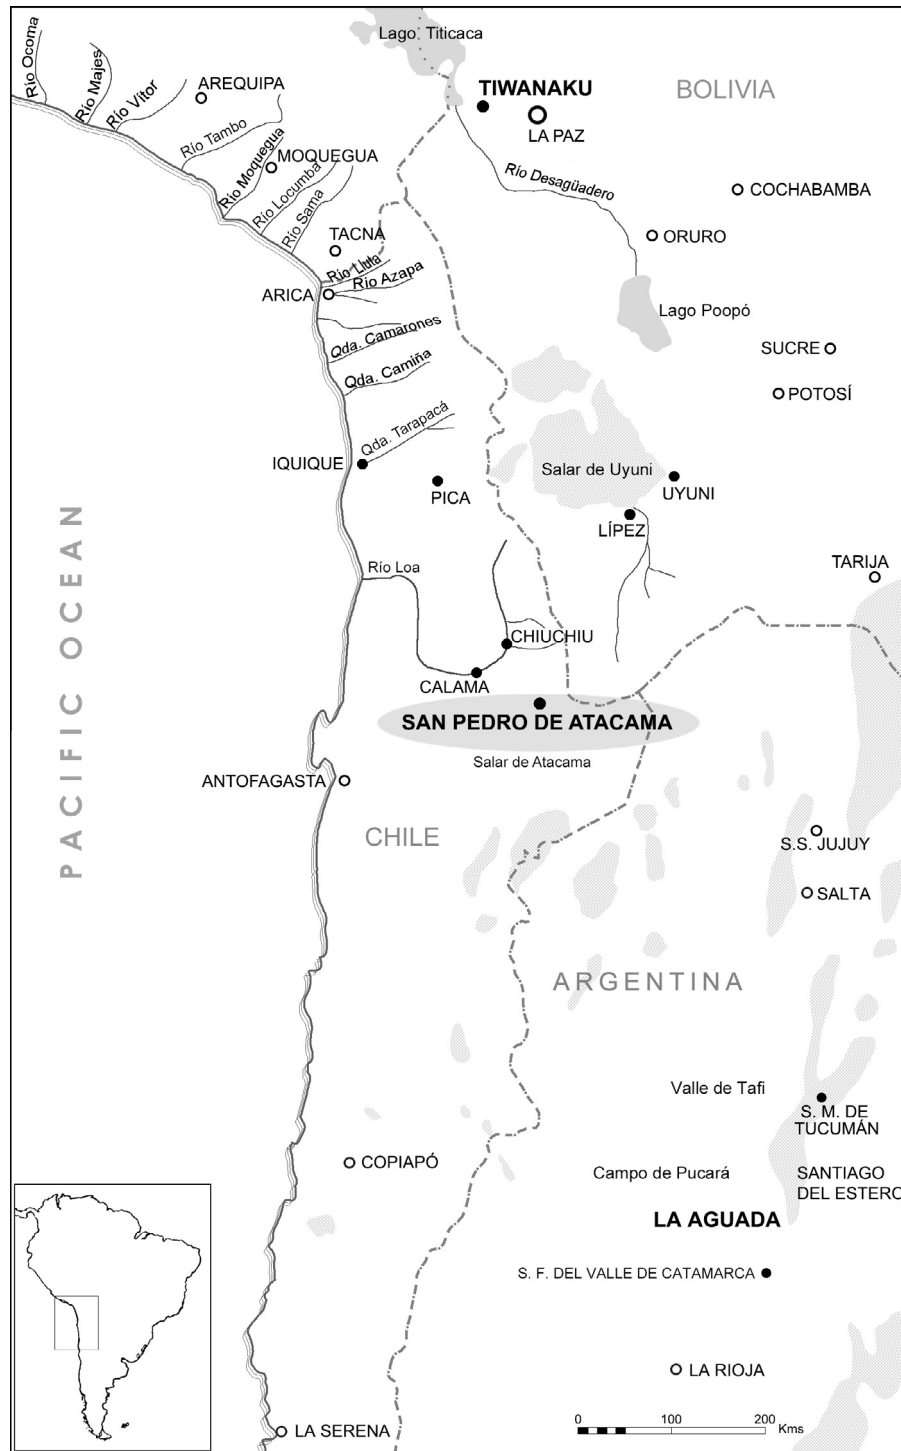 Lago Titicaca
Río Ocoma
Río Majes
Río Vítor
AREQUIPA
TIWANAKU
BOLIVIA
LA PAZ
Río Tambo
Río Moquegua
MOQUEGUA
Río Desagüadero
COCHABAMBA
Río Locumba
Río Sama
TACNA
ORURO
Río Lluta
Río Azapa
ARICA
Lago Poopó
Qda. Camarones
SUCRE
Qda. Camiña
POTOSÍ
Qda. Tarapacá
IQUIQUE
Salar de Uyuni
PICA
UYUNI
LÍPEZ
PACIFIC OCEAN
Río Loa
TARIJA
CHIUCHIU
CALAMA
SAN PEDRO DE ATACAMA
Salar de Atacama
ANTOFAGASTA
CHILE
S.S. JUJUY
SALTA
ARGENTINA
Valle de Tafi
S. M. DE
TUCUMÁN
COPIAPÓ
Campo de Pucará
SANTIAGO
DEL ESTERO
LA AGUADA
S. F. DEL VALLE DE CATAMARCA
LA RIOJA
LA SERENA
0 100 200 Kms